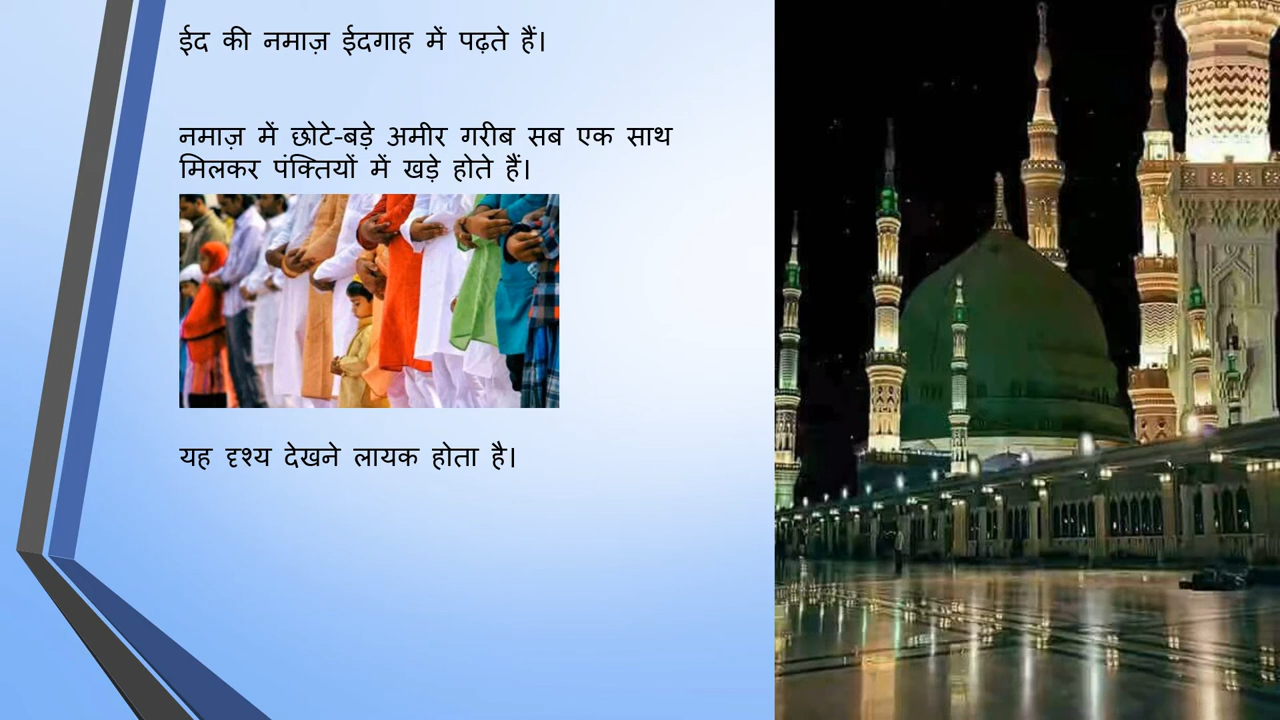 ईद की नमाज़ ईदगाह में पढ़ते हैं।
नमाज़ में छोटे-बड़े अमीर गरीब सब एक साथ
मिलकर पंक्तियों में खड़े होते हैं।
यह दृश्य देखने लायक होता है।